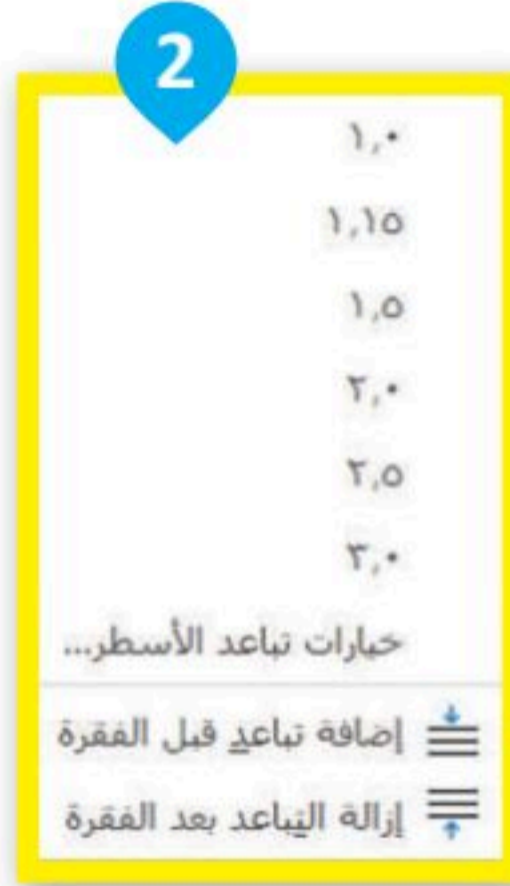 2
١,٠
١,١٥
١,٥
٢,٠
٢,٥
٣,٠
خيارات تباعد الأسطر...
إضافة تباعد قبل الفقرة
إزالة التباعد بعد الفقرة